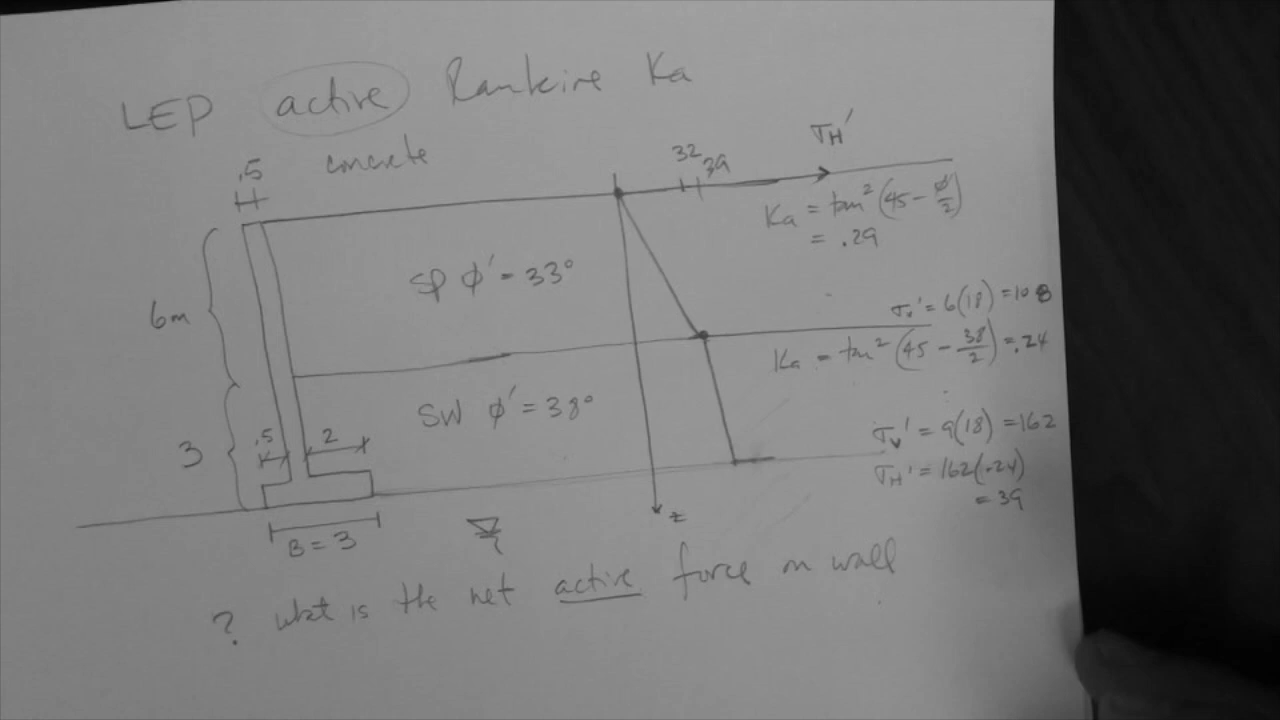 LEP active Rankine Ka
.5 concrete
32 39 σH'
Ka = tan² (45 - φ'/2)
= .29
6m
SP φ' = 33°
σv' = 6(18) = 108
Ka = tan² (45 - 38/2) = .24
SW φ' = 38°
3 .5 2
σv' = 9(18) = 162
σH' = 162(.24)
= 39
B = 3
z
? what is the net active force on wall